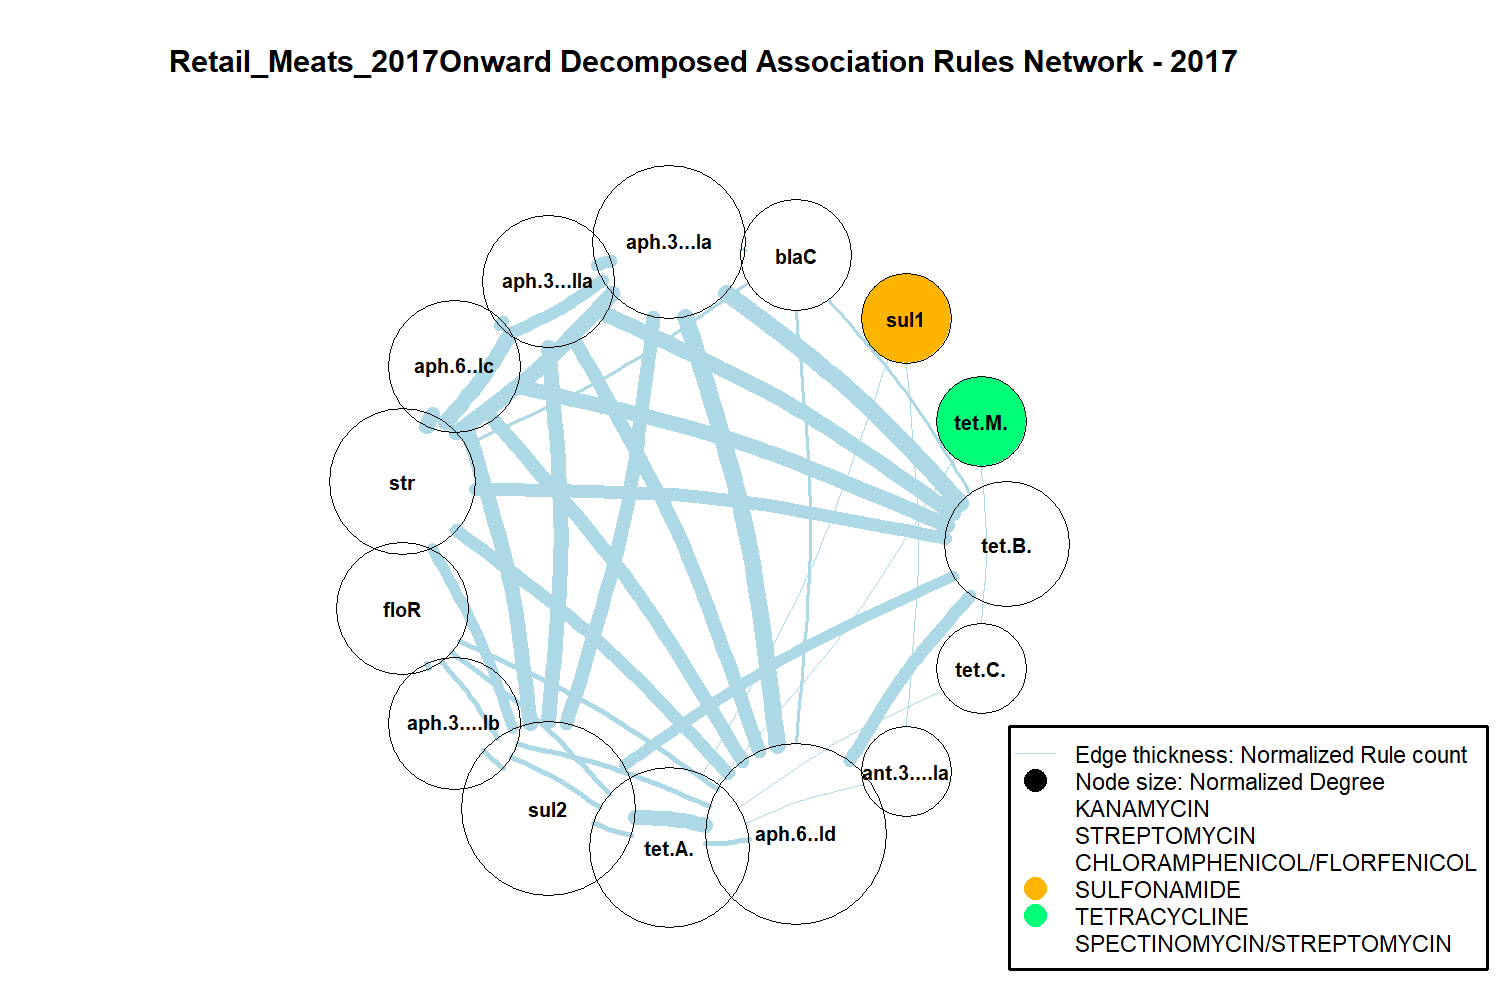 Retail_Meats_2017Onward Decomposed Association Rules Network - 2017
aph.3...Ia
blaC
aph.3...IIa
sul1
aph.6..Ic
tet.M.
str
tet.B.
floR
tet.C.
aph.3....Ib
ant.3....Ia
sul2
tet.A.
aph.6..Id
Edge thickness: Normalized Rule count
Node size: Normalized Degree
KANAMYCIN
STREPTOMYCIN
CHLORAMPHENICOL/FLORFENICOL
SULFONAMIDE
TETRACYCLINE
SPECTINOMYCIN/STREPTOMYCIN